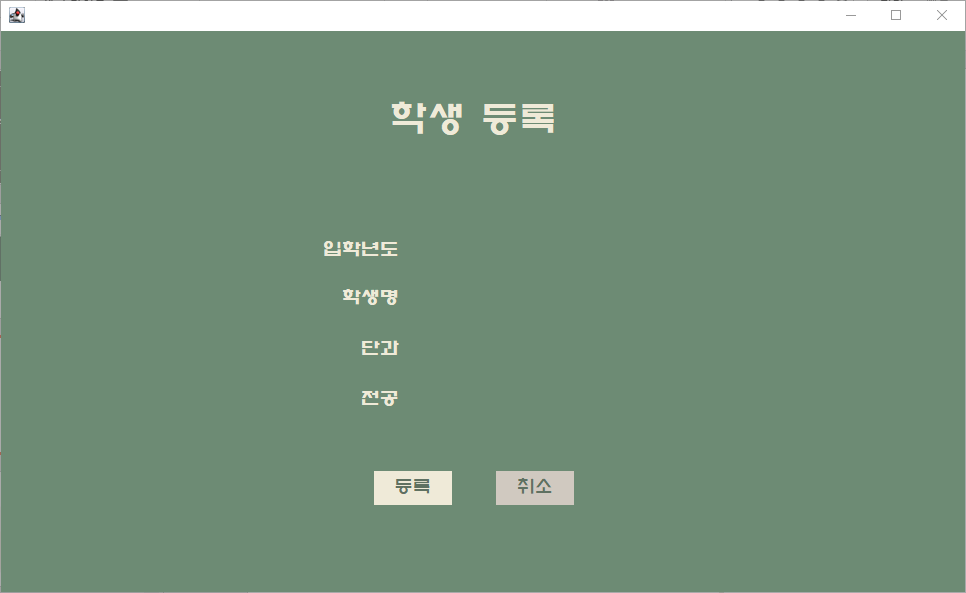 학생 등록
입학년도
학생명
단과
전공
등록 취소